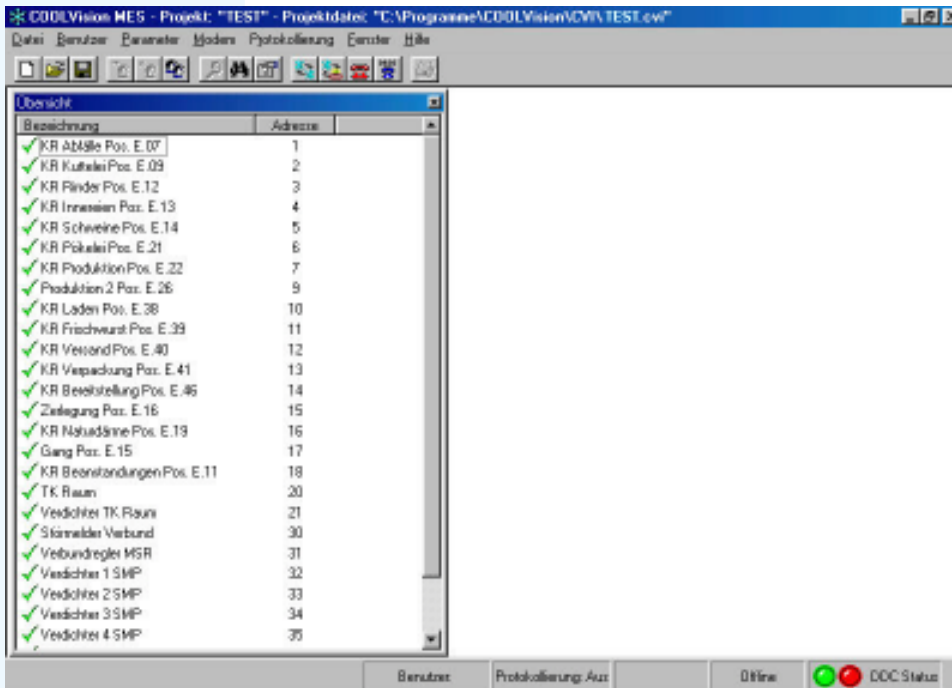 COOLVision MES - Projekt: "TEST" - Projektdatei: "C:\Programme\COOLVision\CVI\TEST.cvi"
Datei Benutzer Parameter Modem Protokollierung Fenster Hilfe
Übersicht
Bezeichnung Adresse
KR Abfälle Pos. E.07 1
KR Kuttelei Pos. E.09 2
KR Rinder Pos. E.12 3
KR Innereien Pos. E.13 4
KR Schweine Pos. E.14 5
KR Pökelei Pos. E.21 6
KR Produktion Pos. E.22 7
Produktion 2 Pos. E.26 9
KR Laden Pos. E.38 10
KR Frischwurst Pos. E.39 11
KR Versand Pos. E.40 12
KR Verpackung Pos. E.41 13
KR Bereitstellung Pos. E.46 14
Zerlegung Pos. E.16 15
KR Naturdärme Pos. E.19 16
Gang Pos. E.15 17
KR Beanstandungen Pos. E.11 18
TK Raum 20
Verdichter TK Raum 21
Störmelder Verbund 30
Verbundregler MSR 31
Verdichter 1 SMP 32
Verdichter 2 SMP 33
Verdichter 3 SMP 34
Verdichter 4 SMP 35
Benutzer: Protokollierung: Aus Offline DDC Status